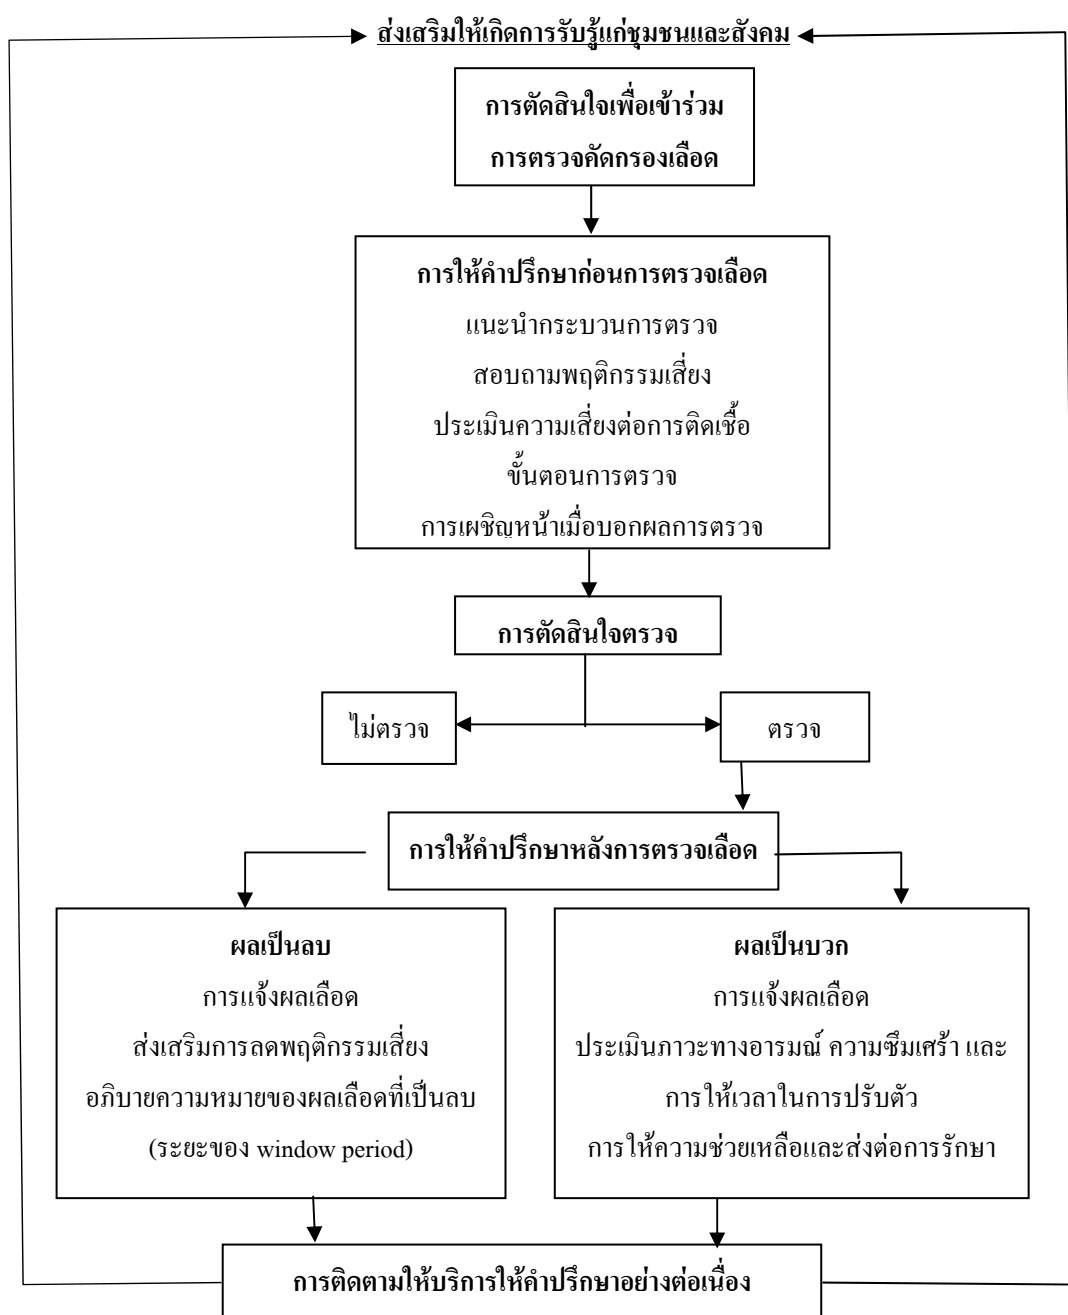 ส่งเสริมให้เกิดการรับรู้แก่ชุมชนและสังคม
การตัดสินใจเพื่อเข้าร่วม
การตรวจคัดกรองเลือด
การให้คำปรึกษาก่อนการตรวจเลือด
แนะนำกระบวนการตรวจ
สอบถามพฤติกรรมเสี่ยง
ประเมินความเสี่ยงต่อการติดเชื้อ
ขั้นตอนการตรวจ
การเผชิญหน้าเมื่อบอกผลการตรวจ
การตัดสินใจตรวจ
ไม่ตรวจ
ตรวจ
การให้คำปรึกษาหลังการตรวจเลือด
ผลเป็นลบ
การแจ้งผลเลือด
ส่งเสริมการลดพฤติกรรมเสี่ยง
อภิบายความหมายของผลเลือดที่เป็นลบ
(ระยะของ window period)
ผลเป็นบวก
การแจ้งผลเลือด
ประเมินภาวะทางอารมณ์ ความซึมเศร้า และ
การให้เวลาในการปรับตัว
การให้ความช่วยเหลือและส่งต่อการรักษา
การติดตามให้บริการให้คำปรึกษาอย่างต่อเนื่อง